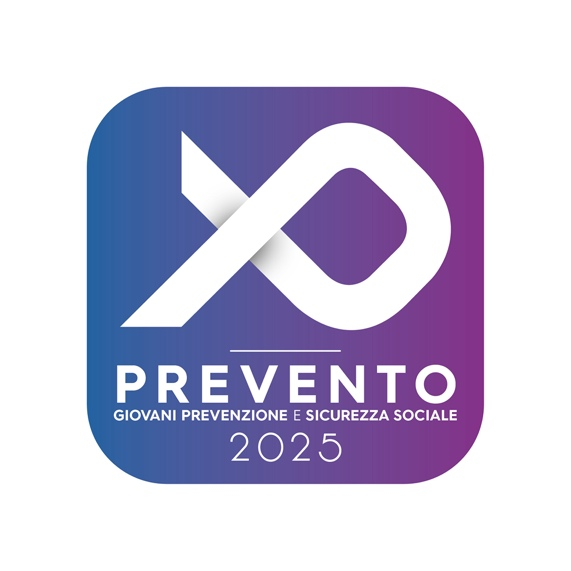 PREVENTO
GIOVANI PREVENZIONE E SICUREZZA SOCIALE
2025